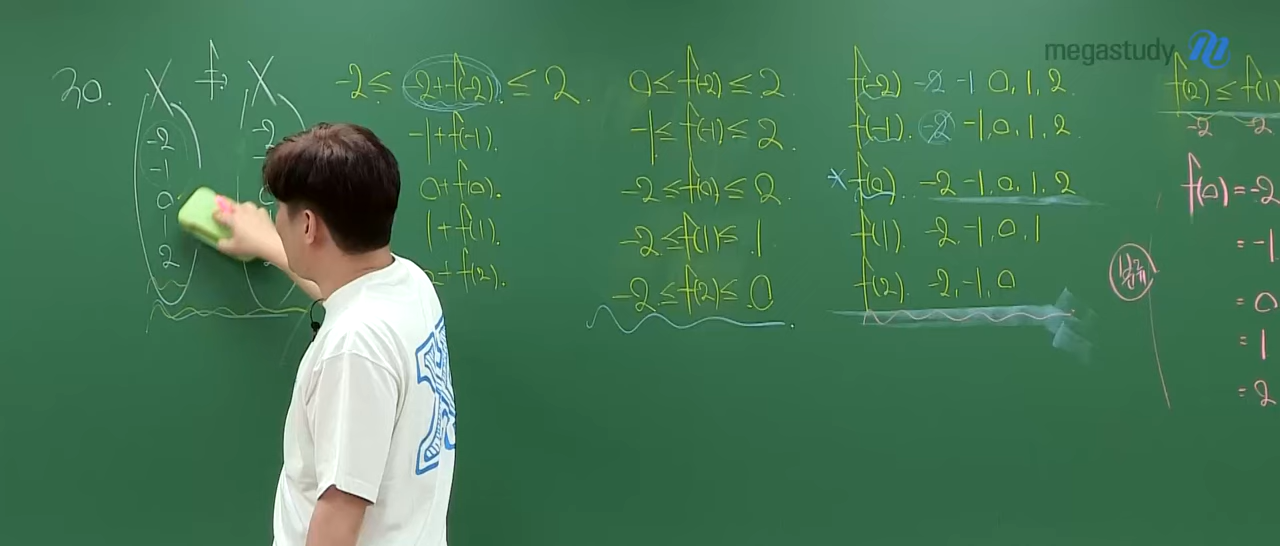 megastudy
20.
X f→ X
-2
-1
0
1
2
-2
-2 ≤ -2+f(-2) ≤ 2.
-1+f(-1).
0+f(0).
1+f(1).
2+f(2).
0 ≤ f(-2) ≤ 2.
-1 ≤ f(-1) ≤ 2.
-2 ≤ f(0) ≤ 2.
-2 ≤ f(1) ≤ 1.
-2 ≤ f(2) ≤ 0.
f(-2) -2 -1, 0, 1, 2
f(-1). -2 -1, 0, 1, 2.
* f(0). -2 -1, 0, 1, 2
f(1). -2, -1, 0, 1
f(2). -2, -1, 0
f(2) ≤ f(1)
-2 -2
f(0) = -2
= -1
= 0
= 1
= 2